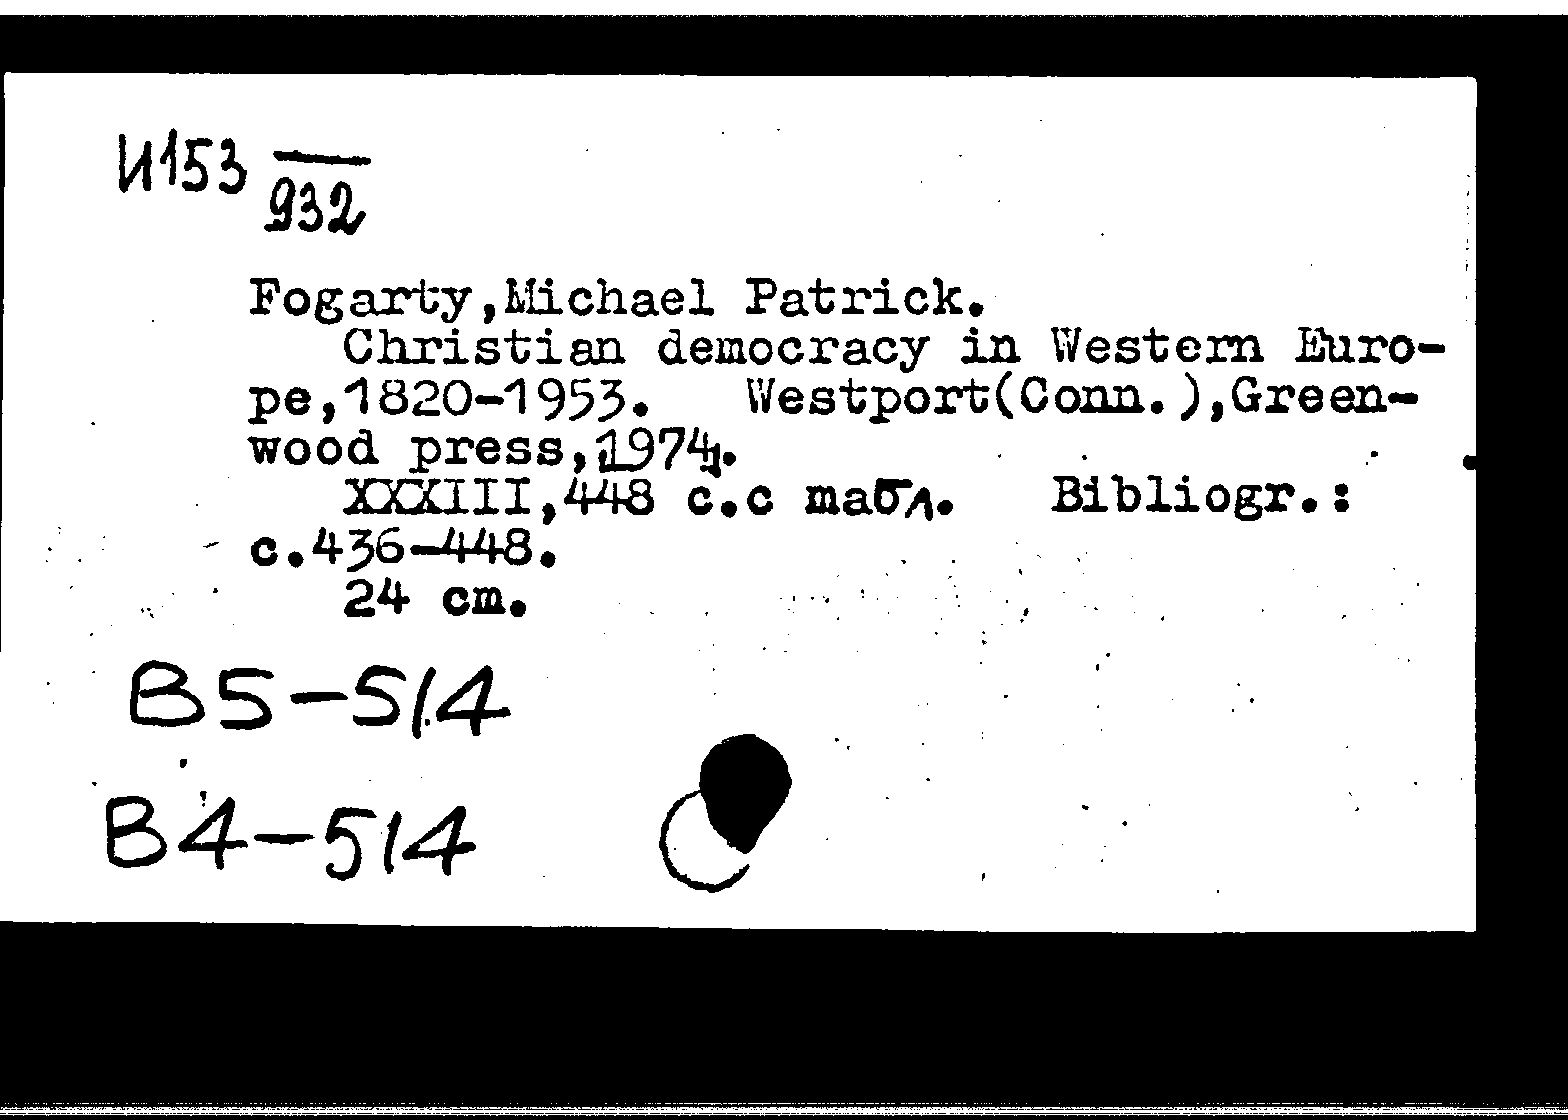 И153 —
932
Fogarty,Michael Patrick.
Christian democracy in Western Euro-
pe,1820-1953. Westport(Conn.),Green-
wood press,1974.
XXXIII,448 c.c табл. Bibliogr.:
c.436-448.
24 cm.
B5-514
B4-514